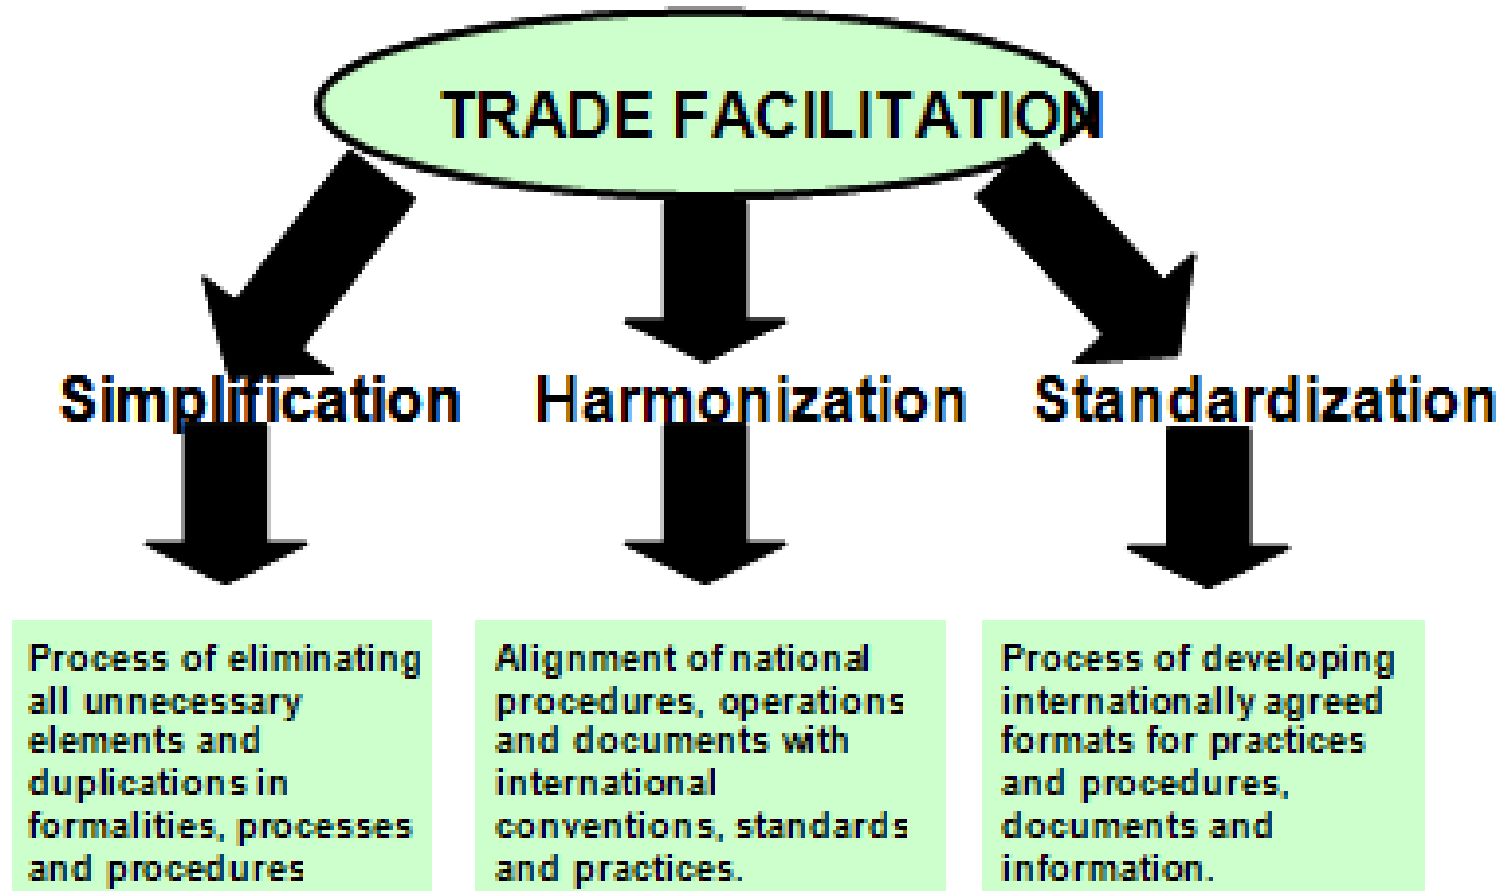 TRADE FACILITATION
Simplification
Harmonization
Standardization
Process of eliminating
all unnecessary
elements and
duplications in
formalities, processes
and procedures
Alignment of national
procedures, operations
and documents with
international
conventions, standards
and practices.
Process of developing
internationally agreed
formats for practices
and procedures,
documents and
information.